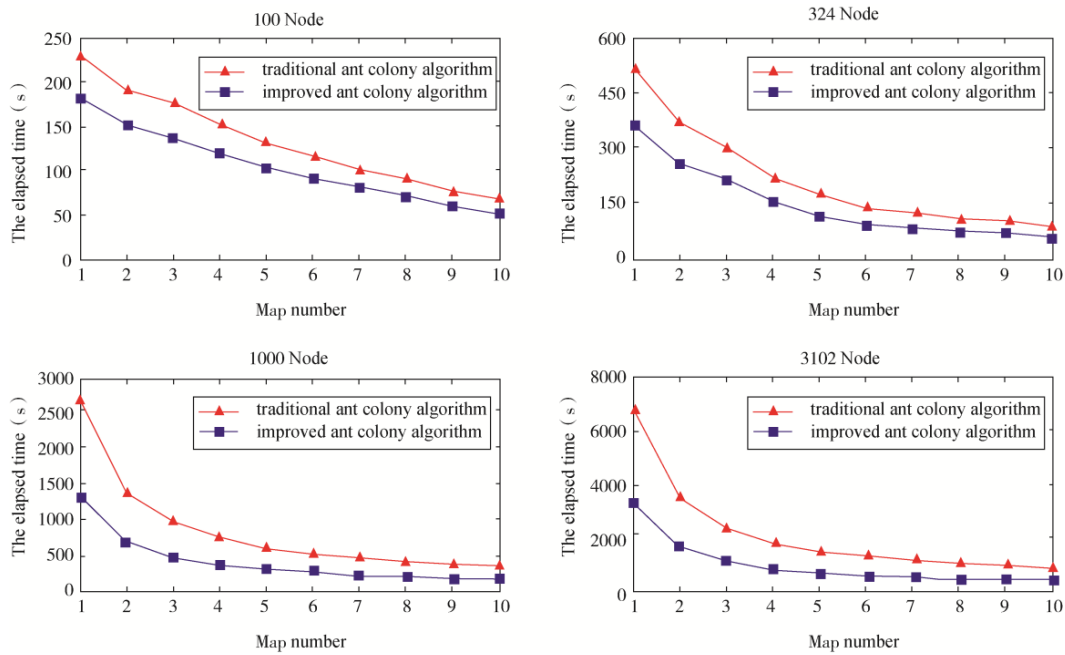 100 Node
250
200
150
100
50
0
The elapsed time ( s )
traditional ant colony algorithm
improved ant colony algorithm
1 2 3 4 5 6 7 8 9 10
Map number
324 Node
600
450
300
150
0
The elapsed time ( s )
traditional ant colony algorithm
improved ant colony algorithm
1 2 3 4 5 6 7 8 9 10
Map number
1000 Node
3000
2500
2000
1500
1000
500
0
The elapsed time ( s )
traditional ant colony algorithm
improved ant colony algorithm
1 2 3 4 5 6 7 8 9 10
Map number
3102 Node
8000
6000
4000
2000
0
The elapsed time ( s )
traditional ant colony algorithm
improved ant colony algorithm
1 2 3 4 5 6 7 8 9 10
Map number